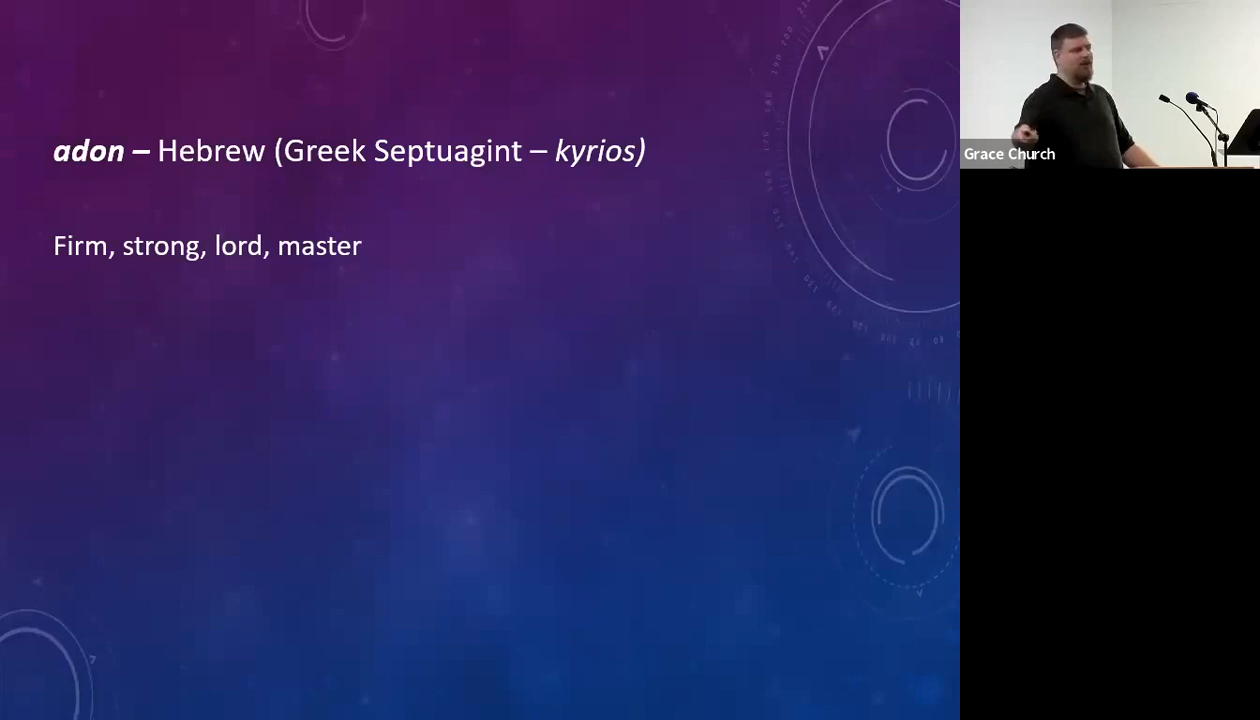 adon – Hebrew (Greek Septuagint – kyrios)
Firm, strong, lord, master
Grace Church